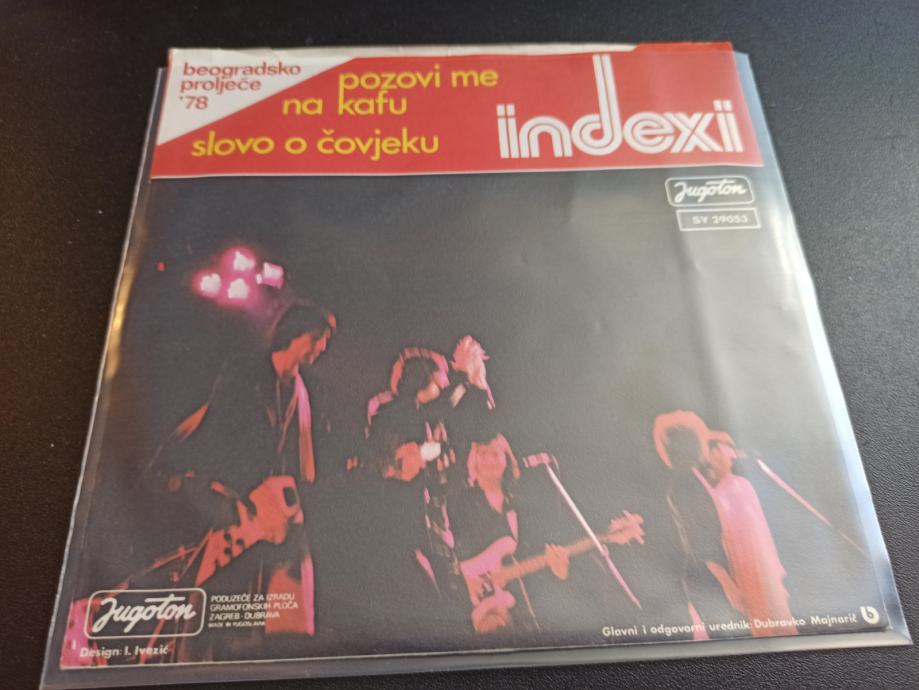 beogradsko
proljeće
'78
pozovi me
na kafu
slovo o čovjeku
indexi
Jugoton
SY 29053
Jugoton
PODUZEĆE ZA IZRADU
GRAMOFONSKIH PLOČA
ZAGREB - DUBRAVA
MADE IN YUGOSLAVIA
Design: I. Ivezić
Glavni i odgovorni urednik: Dubravko Majnarić